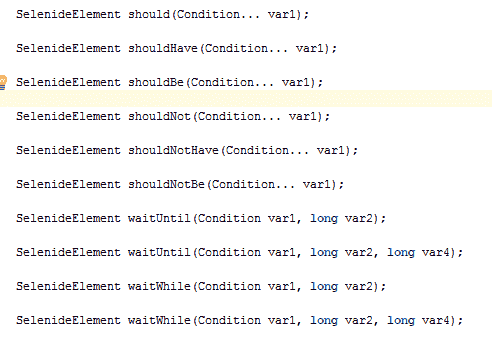 SelenideElement should(Condition... var1);
SelenideElement shouldHave(Condition... var1);
SelenideElement shouldBe(Condition... var1);
SelenideElement shouldNot(Condition... var1);
SelenideElement shouldNotHave(Condition... var1);
SelenideElement shouldNotBe(Condition... var1);
SelenideElement waitUntil(Condition var1, long var2);
SelenideElement waitUntil(Condition var1, long var2, long var4);
SelenideElement waitWhile(Condition var1, long var2);
SelenideElement waitWhile(Condition var1, long var2, long var4);